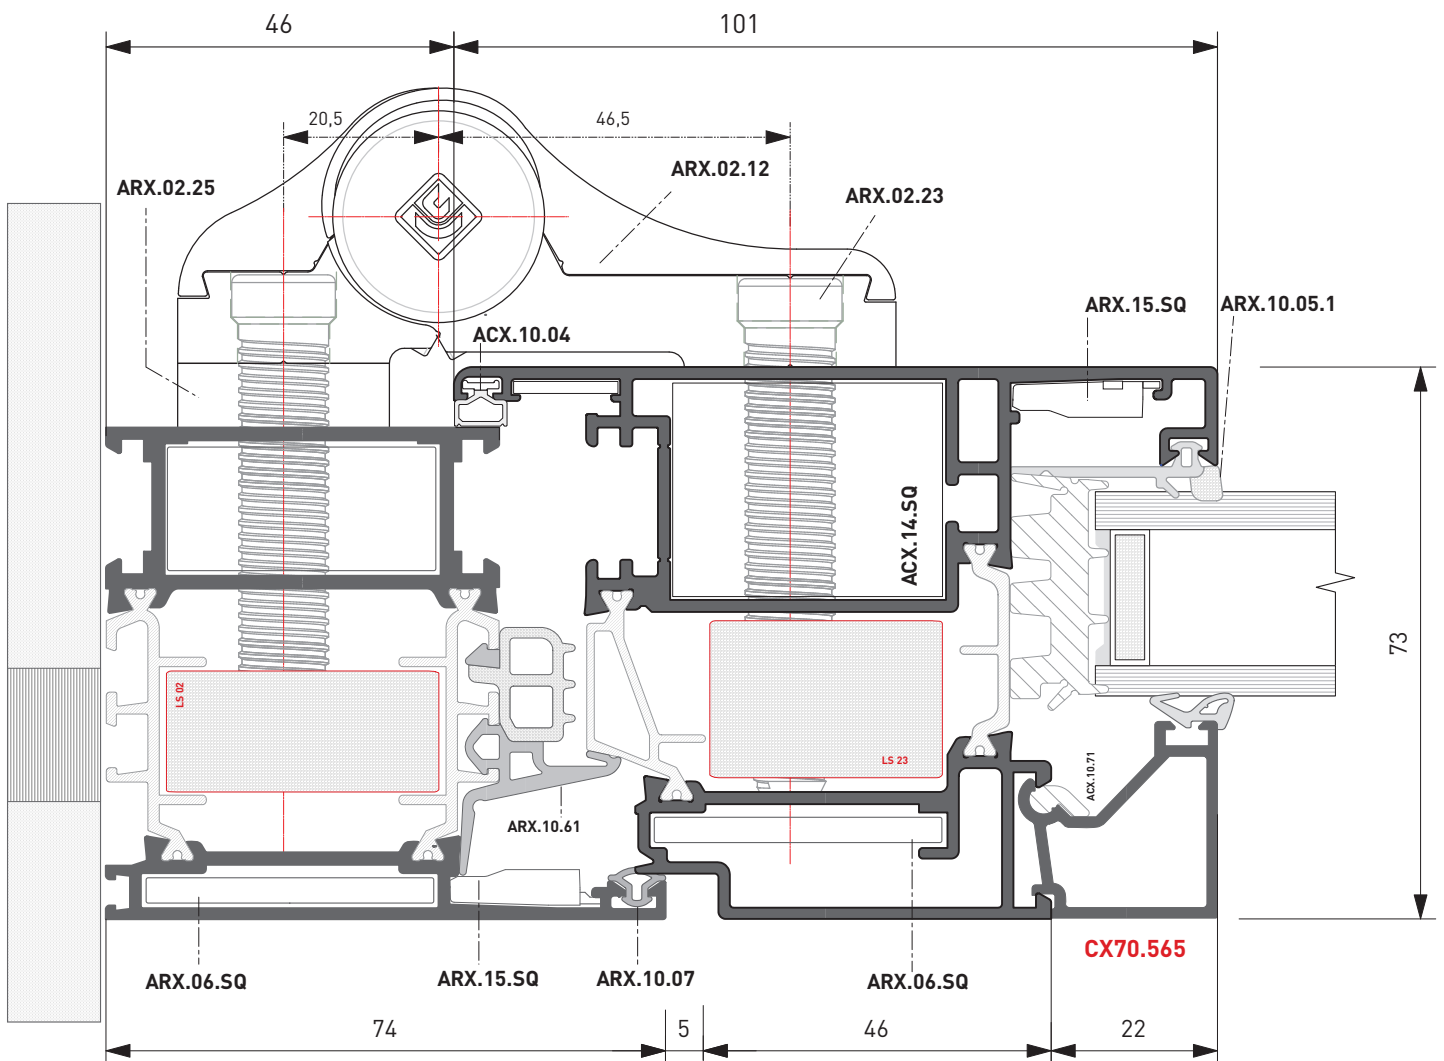 46
101
20,5
46,5
ARX.02.12
ARX.02.25
ARX.02.23
ARX.15.SQ
ARX.10.05.1
ACX.10.04
ACX.14.SQ
73
LS 02
LS 23
ACX.10.71
ARX.10.61
CX70.565
ARX.06.SQ
ARX.15.SQ
ARX.10.07
ARX.06.SQ
74
5
46
22